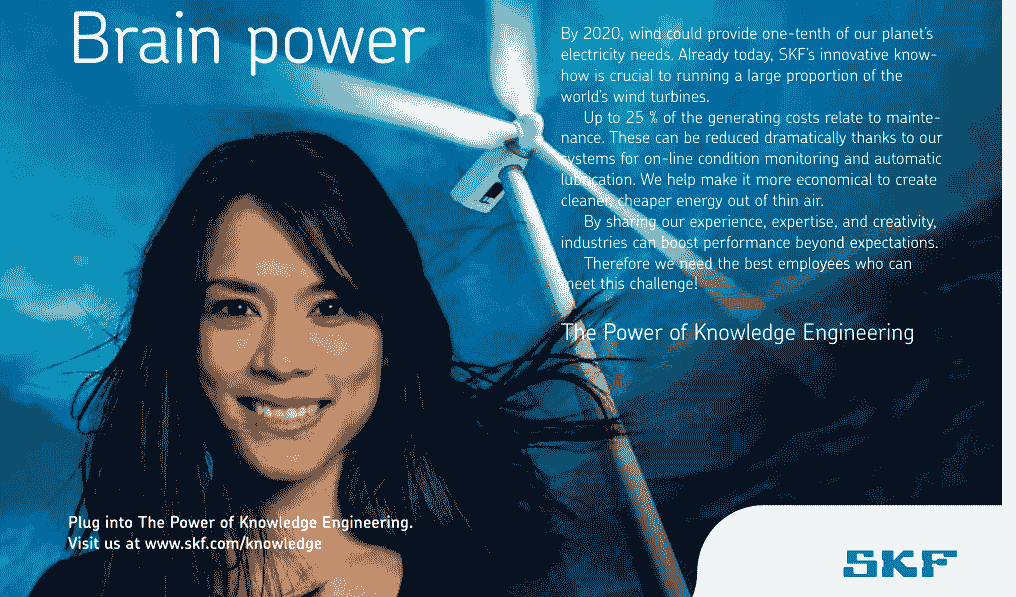 Brain power
By 2020, wind could provide one-tenth of our planet's
electricity needs. Already today, SKF's innovative know-
how is crucial to running a large proportion of the
world's wind turbines.
Up to 25 % of the generating costs relate to mainte-
nance. These can be reduced dramatically thanks to our
systems for on-line condition monitoring and automatic
lubrication. We help make it more economical to create
cleaner, cheaper energy out of thin air.
By sharing our experience, expertise, and creativity,
industries can boost performance beyond expectations.
Therefore we need the best employees who can
meet this challenge!
The Power of Knowledge Engineering
Plug into The Power of Knowledge Engineering.
Visit us at www.skf.com/knowledge
SKF